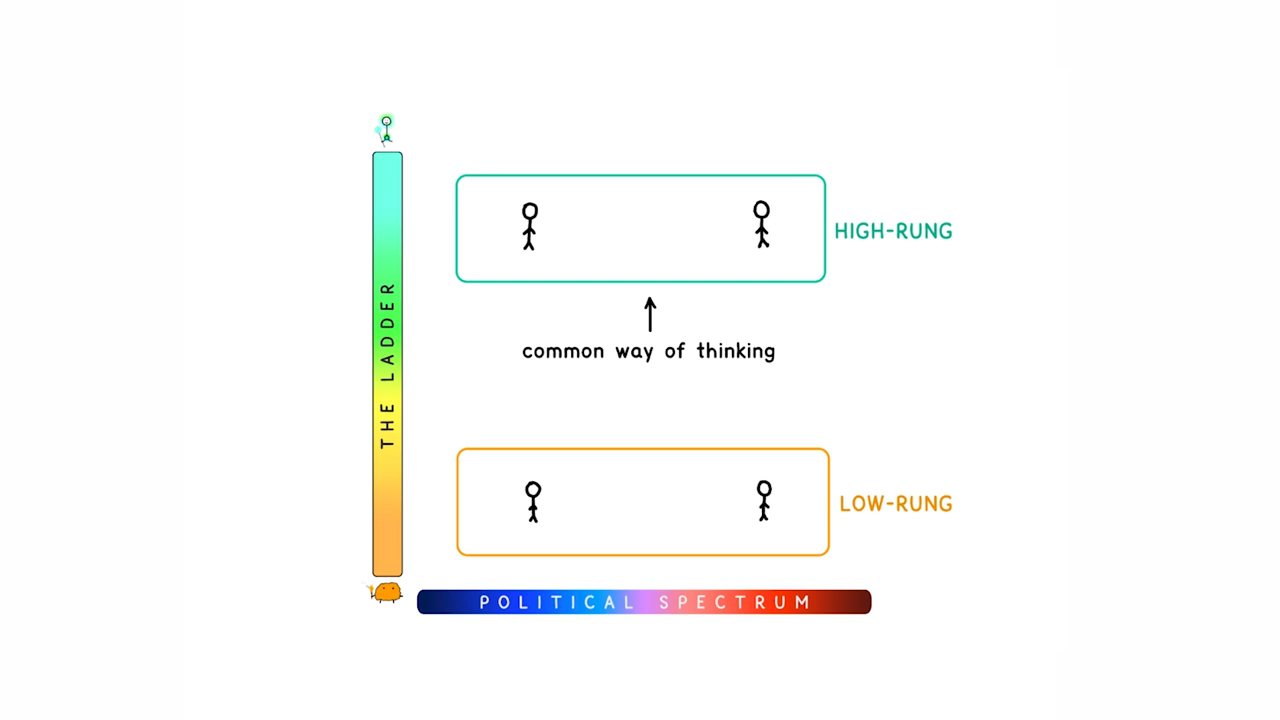 THE LADDER
HIGH-RUNG
common way of thinking
LOW-RUNG
POLITICAL SPECTRUM